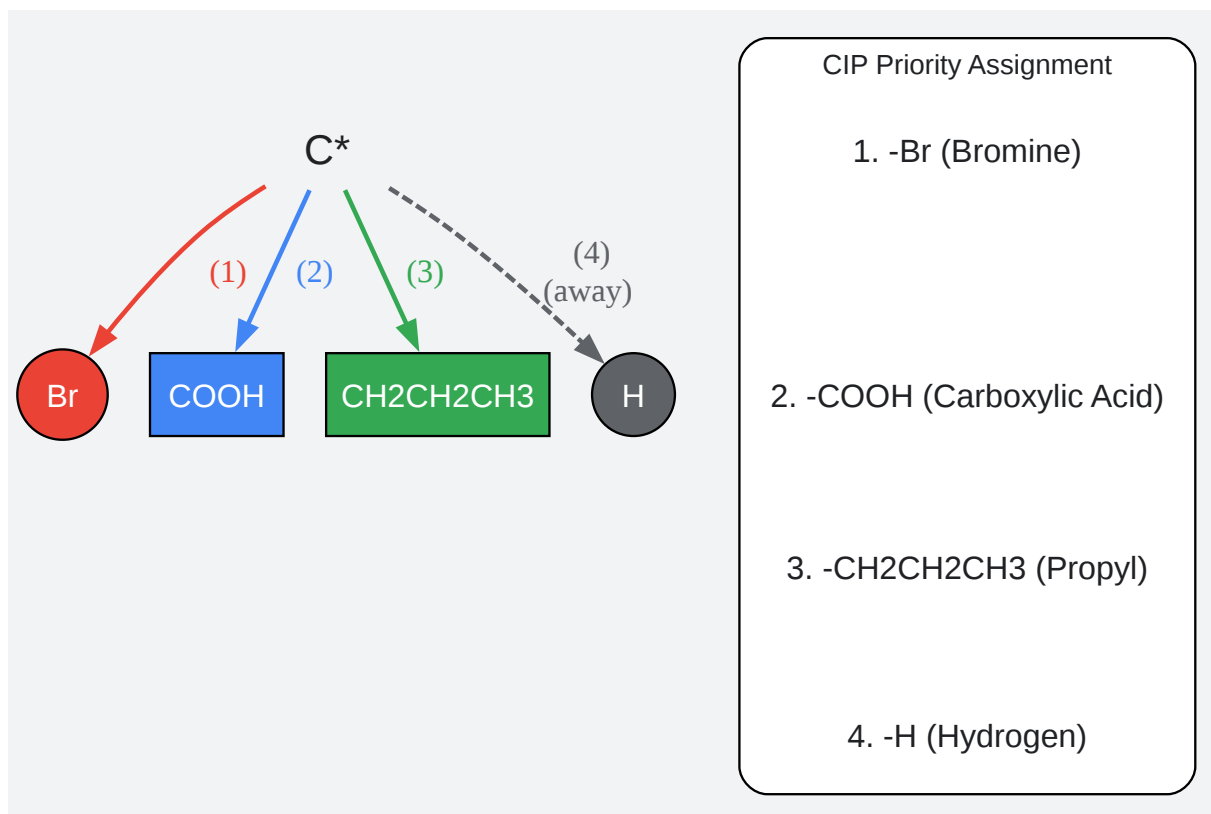 CIP Priority Assignment
C*
1. -Br (Bromine)
(1)
(2)
(3)
(4)
(away)
Br
COOH
CH2CH2CH3
H
2. -COOH (Carboxylic Acid)
3. -CH2CH2CH3 (Propyl)
4. -H (Hydrogen)